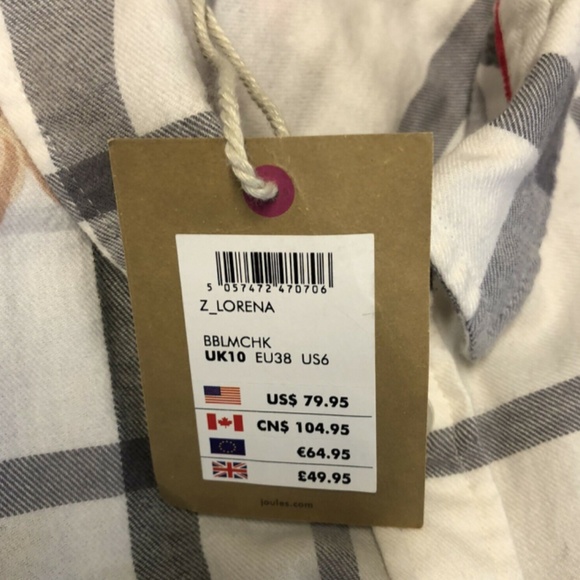 5 057472 470706
Z_LORENA
BBLMCHK
UK10 EU38 US6
US$ 79.95
CN$ 104.95
€64.95
£49.95
joules.com